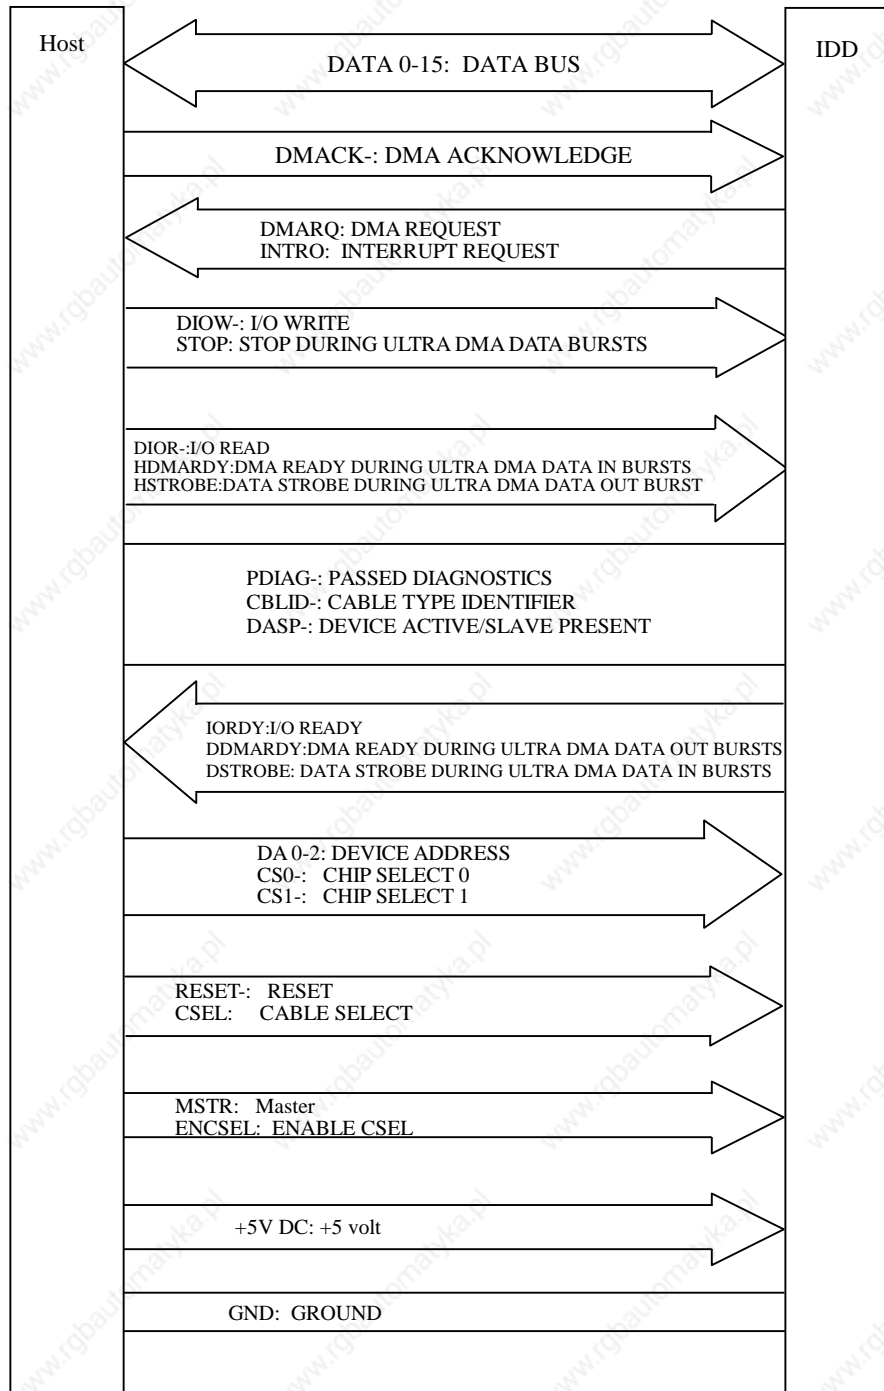 Host
IDD
DATA 0-15: DATA BUS
DMACK-: DMA ACKNOWLEDGE
DMARQ: DMA REQUEST
INTRO: INTERRUPT REQUEST
DIOW-: I/O WRITE
STOP: STOP DURING ULTRA DMA DATA BURSTS
DIOR-:I/O READ
HDMARDY:DMA READY DURING ULTRA DMA DATA IN BURSTS
HSTROBE:DATA STROBE DURING ULTRA DMA DATA OUT BURST
PDIAG-: PASSED DIAGNOSTICS
CBLID-: CABLE TYPE IDENTIFIER
DASP-: DEVICE ACTIVE/SLAVE PRESENT
IORDY:I/O READY
DDMARDY:DMA READY DURING ULTRA DMA DATA OUT BURSTS
DSTROBE: DATA STROBE DURING ULTRA DMA DATA IN BURSTS
DA 0-2: DEVICE ADDRESS
CS0-: CHIP SELECT 0
CS1-: CHIP SELECT 1
RESET-: RESET
CSEL: CABLE SELECT
MSTR: Master
ENCSEL: ENABLE CSEL
+5V DC: +5 volt
GND: GROUND
www.rgbautomatyka.pl